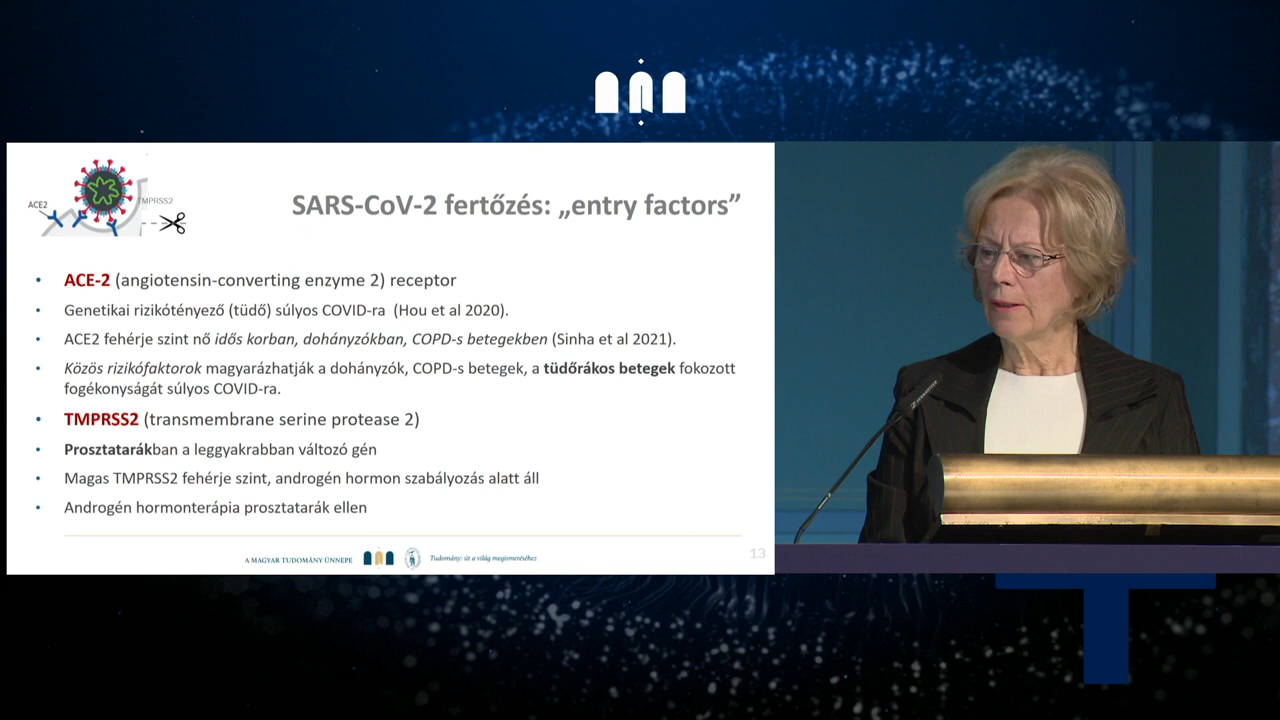 ACE2
TMPRSS2
SARS-CoV-2 fertőzés: „entry factors”
• ACE-2 (angiotensin-converting enzyme 2) receptor
• Genetikai rizikótényező (tüdő) súlyos COVID-ra (Hou et al 2020).
• ACE2 fehérje szint nő idős korban, dohányzókban, COPD-s betegekben (Sinha et al 2021).
• Közös rizikófaktorok magyarázhatják a dohányzók, COPD-s betegek, a tüdőrákos betegek fokozott
fogékonyságát súlyos COVID-ra.
• TMPRSS2 (transmembrane serine protease 2)
• Prosztatarákban a leggyakrabban változó gén
• Magas TMPRSS2 fehérje szint, androgén hormon szabályozás alatt áll
• Androgén hormonterápia prosztatarák ellen
A MAGYAR TUDOMÁNY ÜNNEPE
Tudomány: út a világ megismeréséhez
13
SENNHEISER